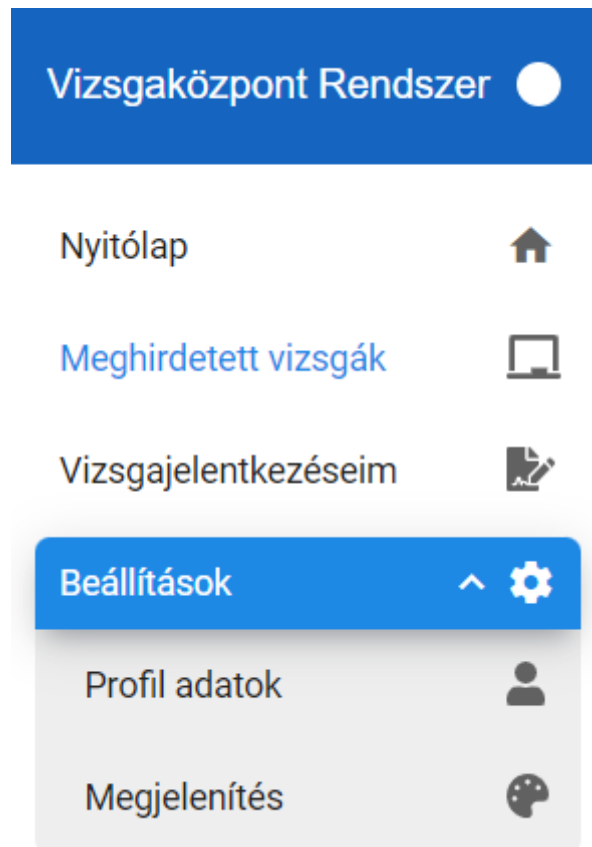 Vizsgaközpont Rendszer
Nyitólap
Meghirdetett vizsgák
Vizsgajelentkezéseim
Beállítások
Profil adatok
Megjelenítés